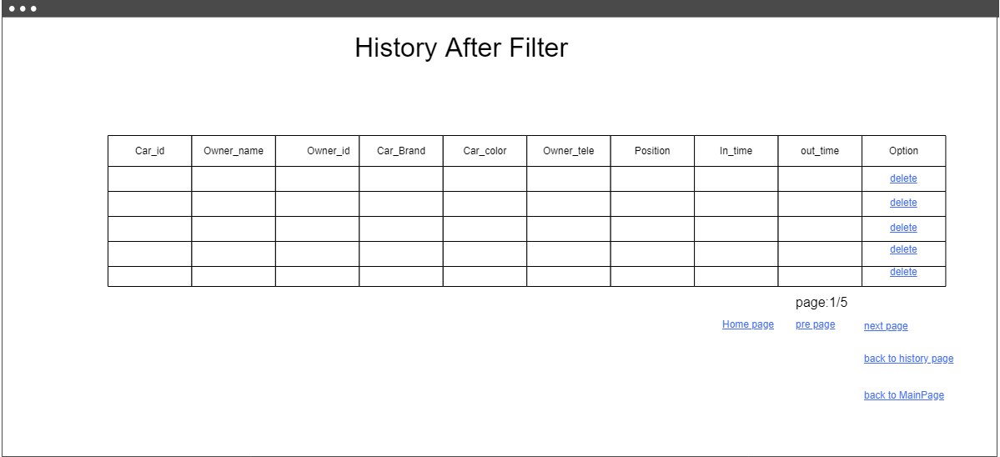 History After Filter
Car_id Owner_name Owner_id Car_Brand Car_color Owner_tele Position In_time out_time Option
delete
delete
delete
delete
delete
page:1/5
Home page pre page next page
back to history page
back to MainPage